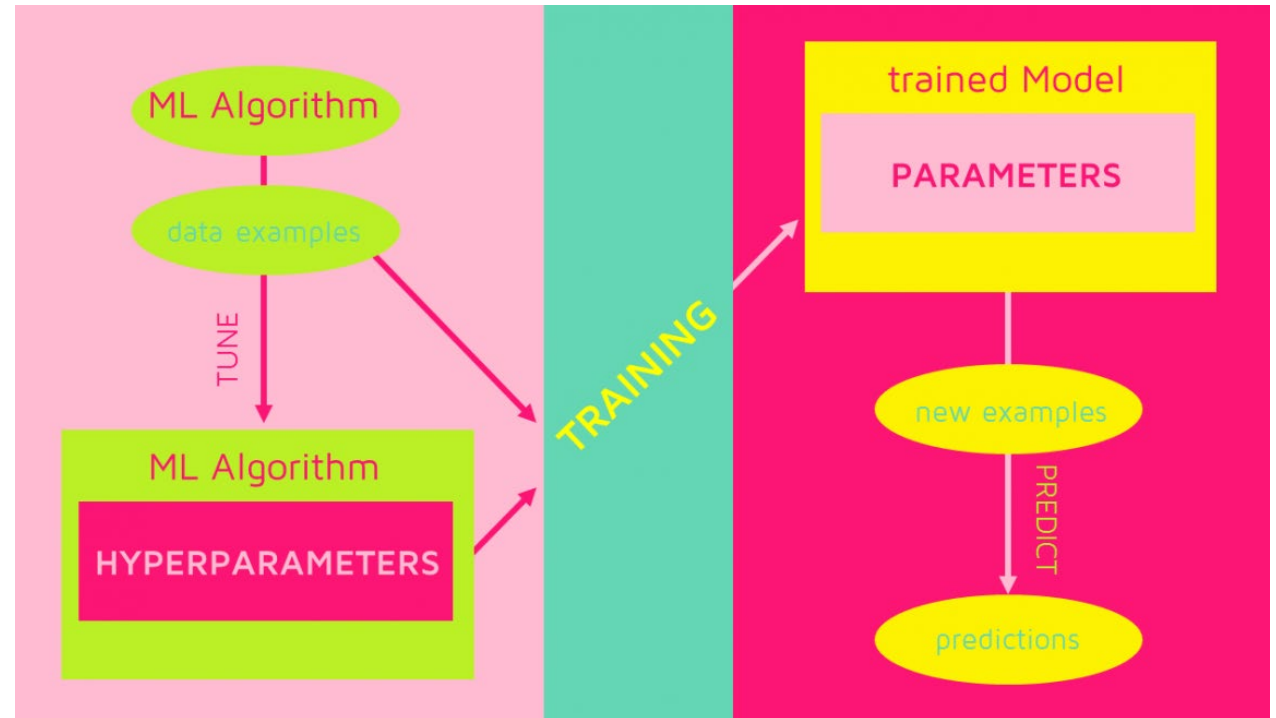 ML Algorithm
data examples
TUNE
ML Algorithm
HYPERPARAMETERS
TRAINING
trained Model
PARAMETERS
new examples
PREDICT
predictions